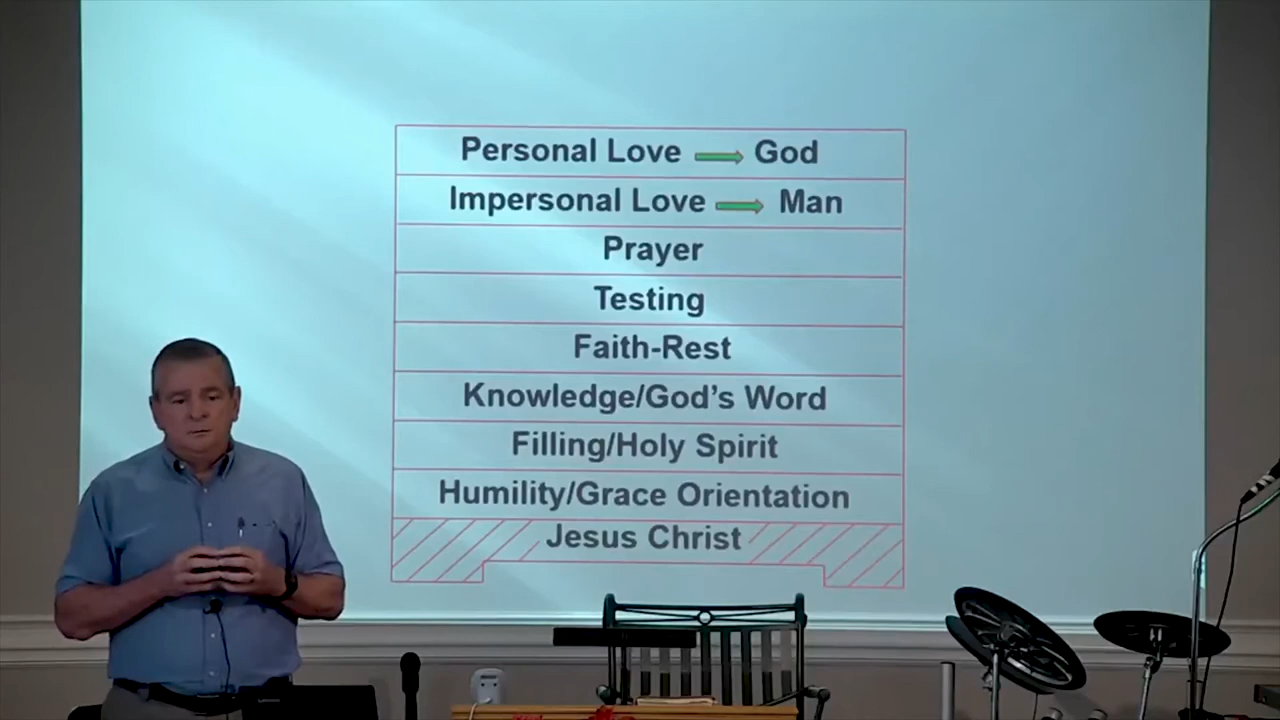 Personal Love → God
Impersonal Love → Man
Prayer
Testing
Faith-Rest
Knowledge/God's Word
Filling/Holy Spirit
Humility/Grace Orientation
Jesus Christ